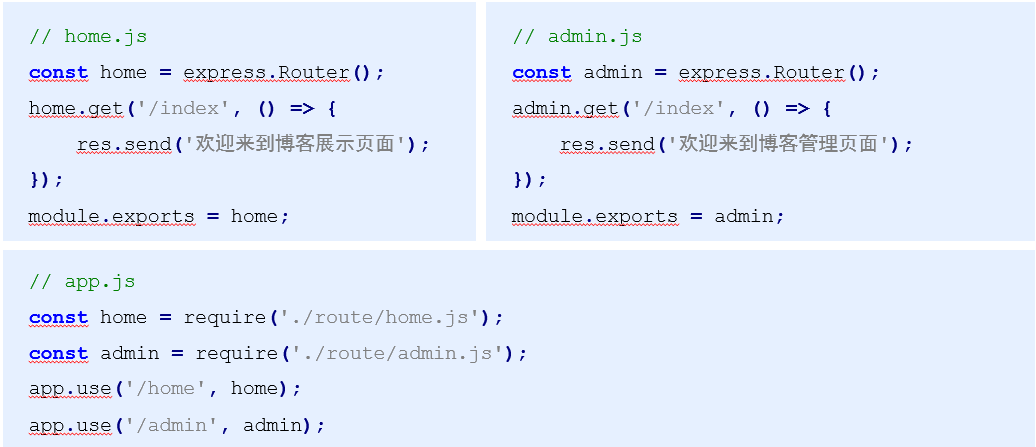 // home.js
const home = express.Router();
home.get('/index', () => {
    res.send('欢迎来到博客展示页面');
});
module.exports = home;
// admin.js
const admin = express.Router();
admin.get('/index', () => {
    res.send('欢迎来到博客管理页面');
});
module.exports = admin;
// app.js
const home = require('./route/home.js');
const admin = require('./route/admin.js');
app.use('/home', home);
app.use('/admin', admin);